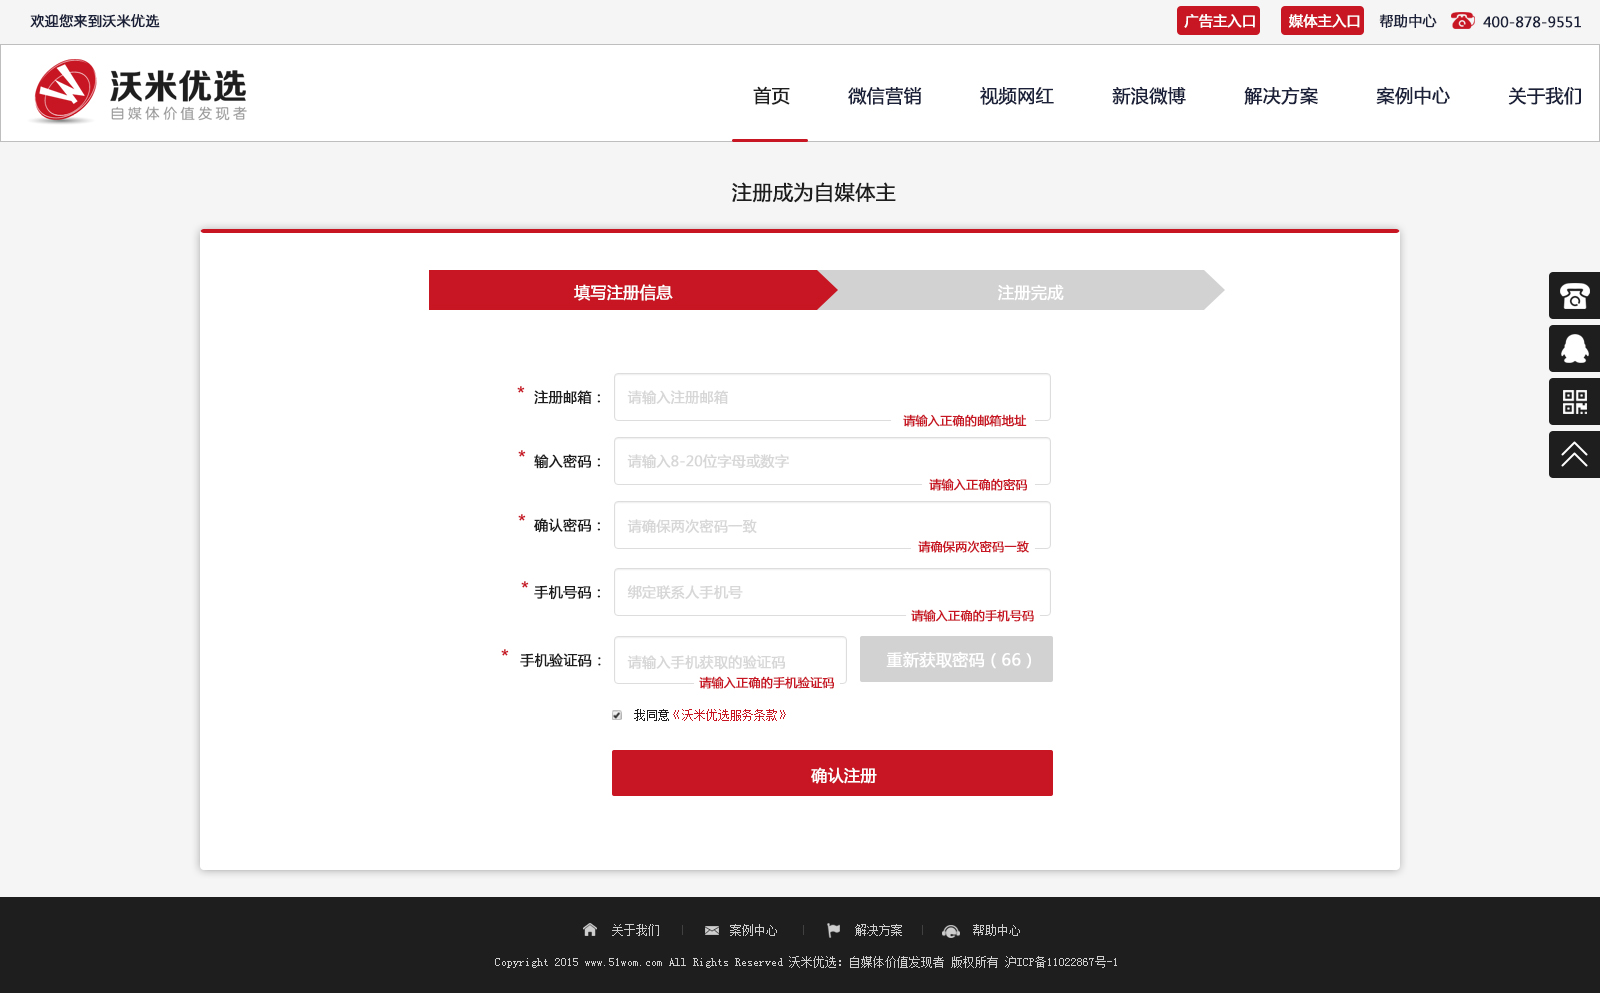 欢迎您来到沃米优选
广告主入口 媒体主入口 帮助中心 400-878-9551
沃米优选
自媒体价值发现者
首页 微信营销 视频网红 新浪微博 解决方案 案例中心 关于我们
注册成为自媒体主
填写注册信息 注册完成
* 注册邮箱： 请输入注册邮箱
请输入正确的邮箱地址
* 输入密码： 请输入8-20位字母或数字
请输入正确的密码
* 确认密码： 请确保两次密码一致
请确保两次密码一致
* 手机号码： 绑定联系人手机号
请输入正确的手机号码
* 手机验证码： 请输入手机获取的验证码 重新获取密码（66）
请输入正确的手机验证码
我同意《沃米优选服务条款》
确认注册
关于我们 | 案例中心 | 解决方案 | 帮助中心
Copyright 2015 www.51wom.com All Rights Reserved 沃米优选：自媒体价值发现者 版权所有 沪ICP备11022867号-1